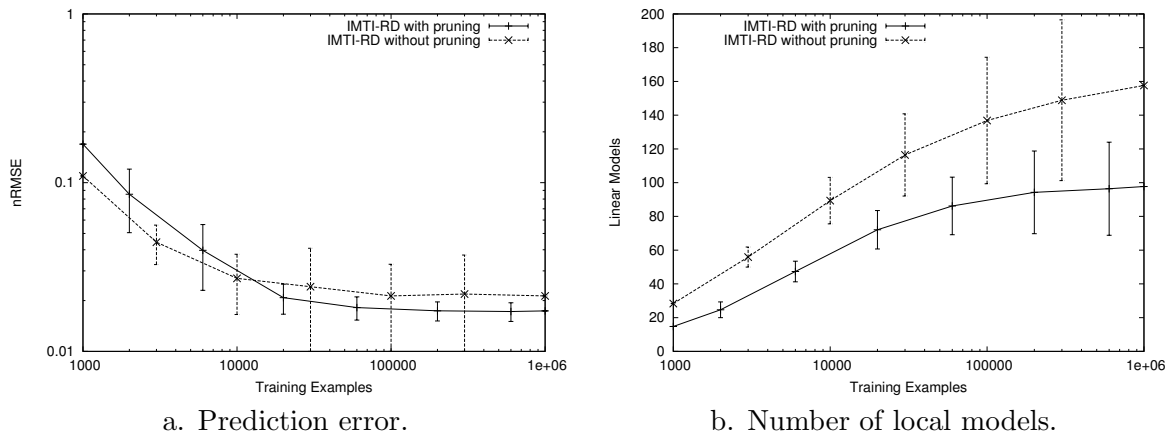 IMTI-RD with pruning
IMTI-RD without pruning
1
0.1
0.01
nRMSE
1000 10000 100000 1e+06
Training Examples
a. Prediction error.
IMTI-RD with pruning
IMTI-RD without pruning
200
180
160
140
120
100
80
60
40
20
0
Linear Models
1000 10000 100000 1e+06
Training Examples
b. Number of local models.